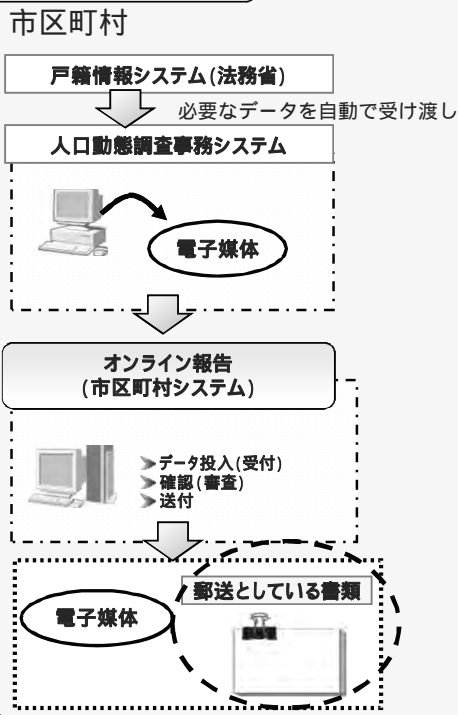 市区町村
戸籍情報システム(法務省)
必要なデータを自動で受け渡し
人口動態調査事務システム
電子媒体
オンライン報告
(市区町村システム)
➢データ投入(受付)
➢確認(審査)
➢送付
郵送としている書類
電子媒体